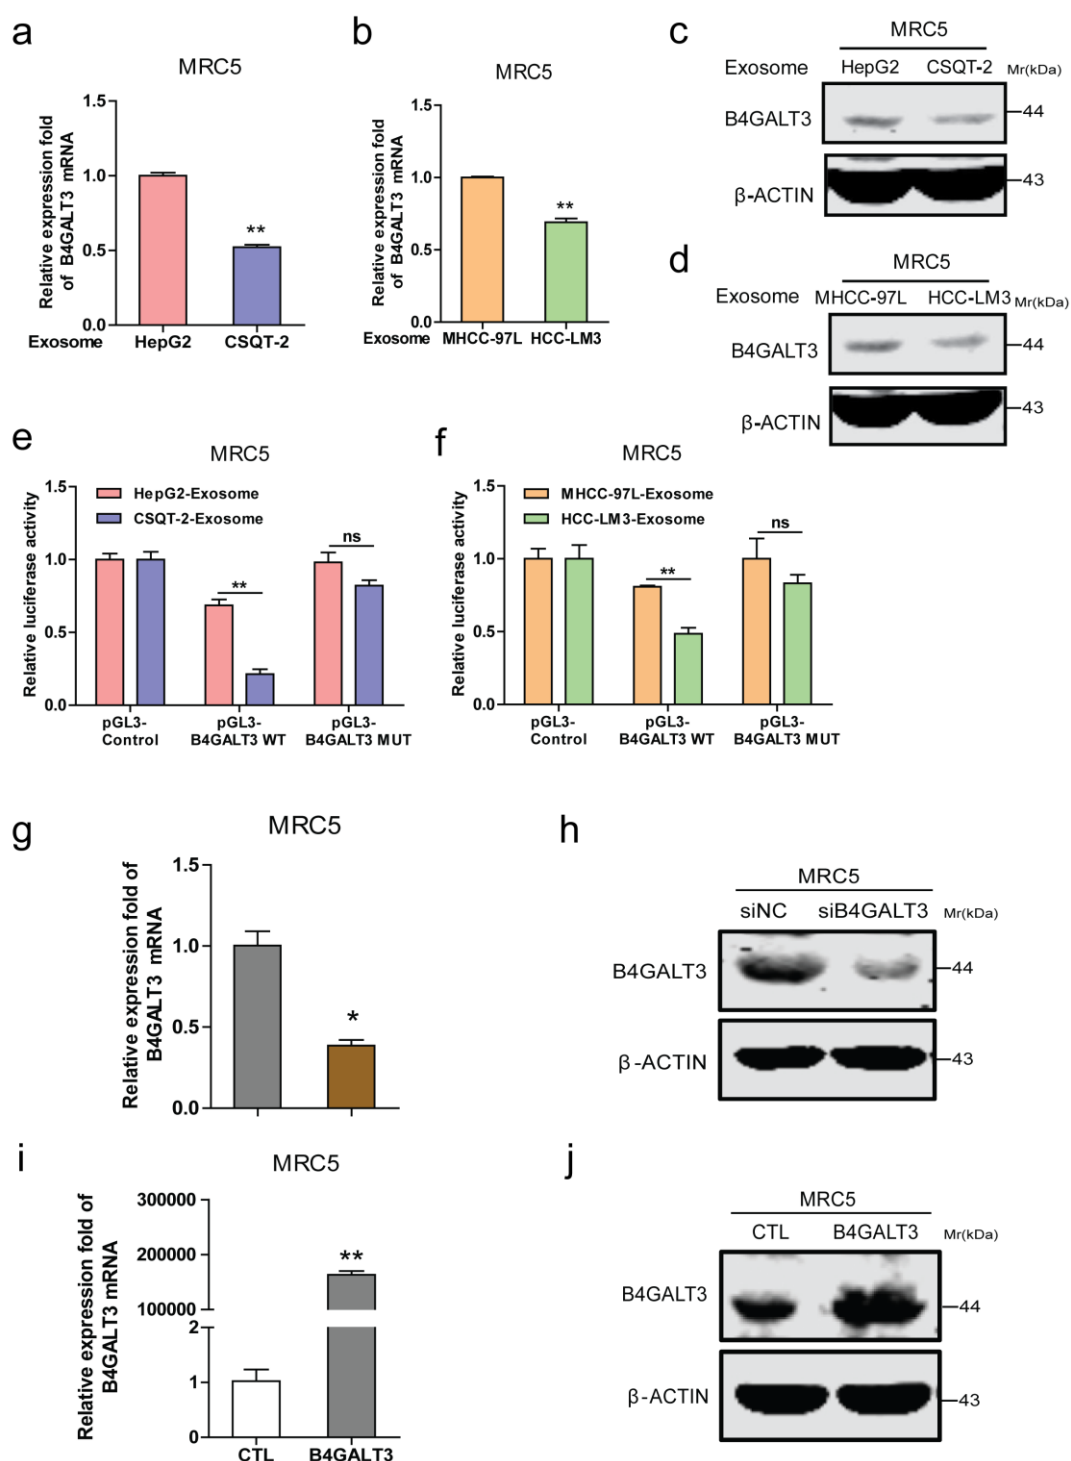 a
MRC5
Relative expression fold
of B4GALT3 mRNA
1.5
1.0
0.5
0.0
**
Exosome HepG2 CSQT-2
b
MRC5
Relative expression fold
of B4GALT3 mRNA
1.5
1.0
0.5
0.0
**
Exosome MHCC-97L HCC-LM3
c
MRC5
Exosome HepG2 CSQT-2 Mr(kDa)
B4GALT3
44
β-ACTIN
43
d
MRC5
Exosome MHCC-97L HCC-LM3 Mr(kDa)
B4GALT3
44
β-ACTIN
43
e
MRC5
Relative luciferase activity
1.5
1.0
0.5
0.0
HepG2-Exosome
CSQT-2-Exosome
**
ns
pGL3-
Control
pGL3-
B4GALT3 WT
pGL3-
B4GALT3 MUT
f
MRC5
Relative luciferase activity
1.5
1.0
0.5
0.0
MHCC-97L-Exosome
HCC-LM3-Exosome
**
ns
pGL3-
Control
pGL3-
B4GALT3 WT
pGL3-
B4GALT3 MUT
g
MRC5
Relative expression fold of
B4GALT3 mRNA
1.5
1.0
0.5
0.0
*
h
MRC5
siNC siB4GALT3 Mr(kDa)
B4GALT3
44
β-ACTIN
43
i
MRC5
Relative expression fold of
B4GALT3 mRNA
300000
200000
100000
2
1
0
**
CTL B4GALT3
j
MRC5
CTL B4GALT3 Mr(kDa)
B4GALT3
44
β-ACTIN
43